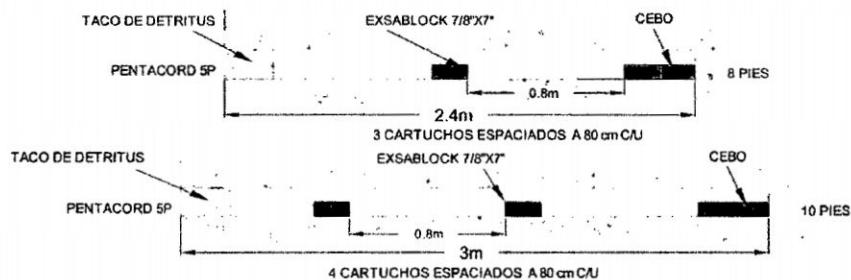 TACO DE DETRITUS
EXSABLOCK 7/8"X7"
CEBO
PENTACORD 5P
8 PIES
0.8m
2.4m
3 CARTUCHOS ESPACIADOS A 80 cm C/U
TACO DE DETRITUS
EXSABLOCK 7/8"X7"
CEBO
PENTACORD 5P
10 PIES
0.8m
3m
4 CARTUCHOS ESPACIADOS A 80 cm C/U